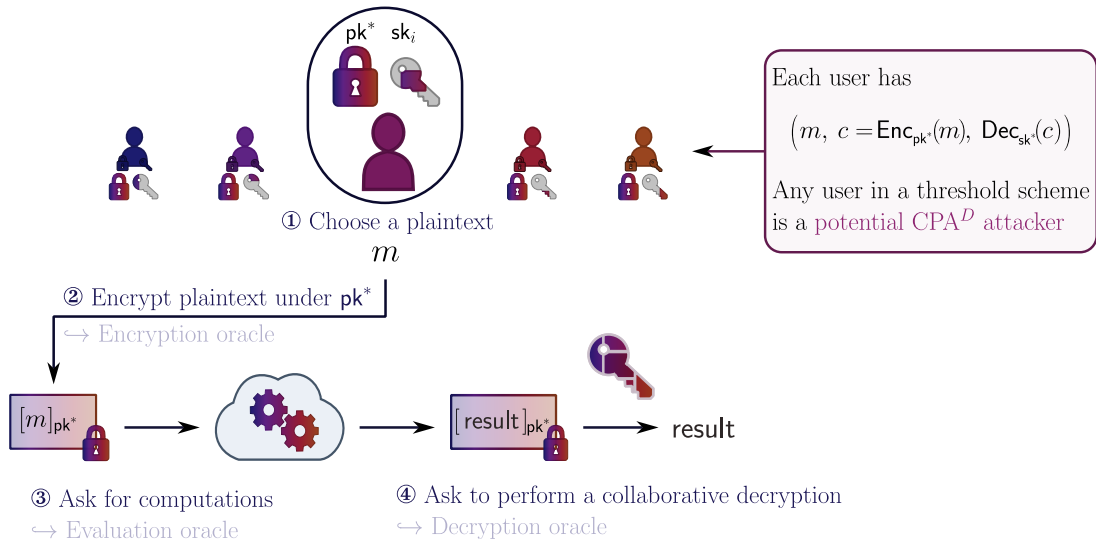 pk* sk_i
Each user has
(m, c = Enc_pk*(m), Dec_sk*(c))
Any user in a threshold scheme
is a potential CPA^D attacker
① Choose a plaintext
m
② Encrypt plaintext under pk*
↪ Encryption oracle
[m]_pk*
[result]_pk*
result
③ Ask for computations
↪ Evaluation oracle
④ Ask to perform a collaborative decryption
↪ Decryption oracle